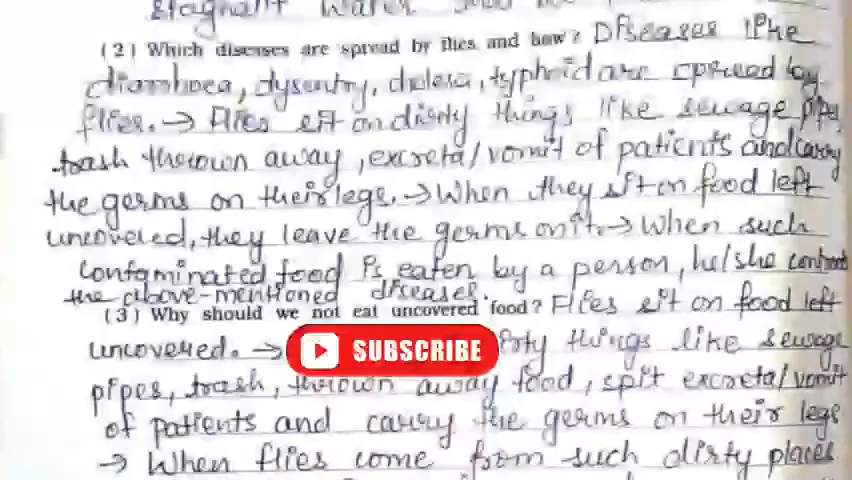 stagnant water
(2) Which diseases are spread by flies and how? Diseases like
diarrhoea, dysentry, cholera, typhoid are spread by
flies. → Flies sit on dirty things like sewage pipe,
trash thrown away, excreta/vomit of patients and carry
the germs on their legs. → When they sit on food left
uncovered, they leave the germs on it. → When such
contaminated food is eaten by a person, he/she contract
the above-mentioned diseases.
(3) Why should we not eat uncovered food? Flies sit on food left
uncovered. → SUBSCRIBE things like sewage
pipes, trash, thrown away food, spit excreta/vomit
of patients and carry the germs on their legs
→ When flies come from such dirty places